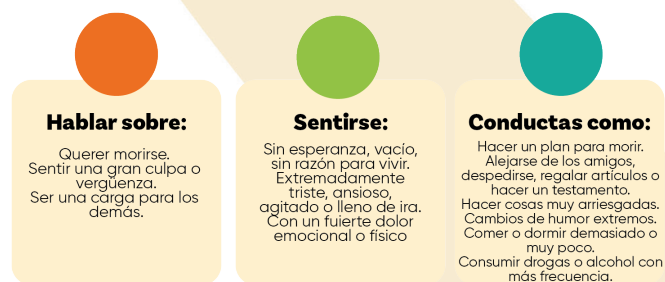 Hablar sobre:
Querer morirse.
Sentir una gran culpa o
vergüenza.
Ser una carga para los
demás.
Sentirse:
Sin esperanza, vacío,
sin razón para vivir.
Extremadamente
triste, ansioso,
agitado o lleno de ira.
Con un fuierte dolor
emocional o físico
Conductas como:
Hacer un plan para morir.
Alejarse de los amigos,
despedirse, regalar artículos o
hacer un testamento.
Hacer cosas muy arriesgadas.
Cambios de humor extremos.
Comer o dormir demasiado o
muy poco.
Consumir drogas o alcohol con
más frecuencia.